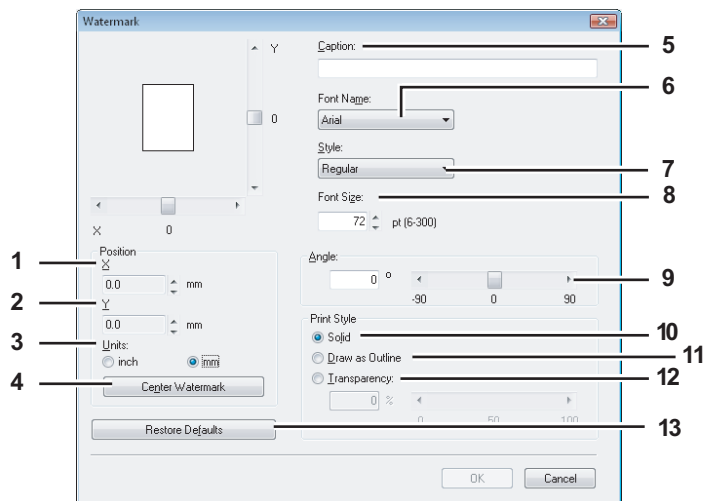 Watermark
Y
0
X 0
Caption:
5
Font Name:
6
Arial
Style:
Regular
7
Font Size:
8
72 pt (6-300)
Position
1
X
0.0 mm
2
Y
0.0 mm
3
Units:
inch mm
4
Center Watermark
Angle:
0 °
-90 0 90
9
Print Style
Solid
10
Draw as Outline
11
Transparency:
12
0 %
0 50 100
Restore Defaults
13
OK Cancel